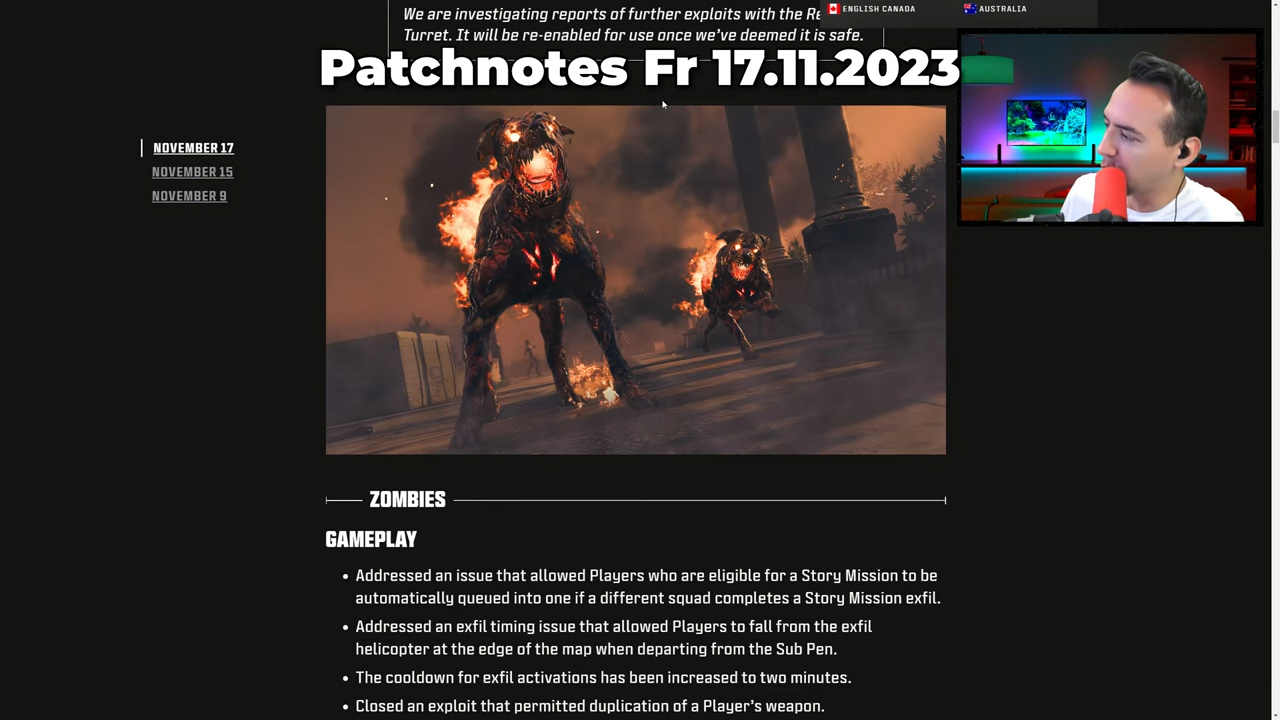 We are investigating reports of further exploits with the Re
Turret. It will be re-enabled for use once we've deemed it is safe.
ENGLISH CANADA
AUSTRALIA
Patchnotes Fr 17.11.2023
NOVEMBER 17
NOVEMBER 15
NOVEMBER 9
ZOMBIES
GAMEPLAY
• Addressed an issue that allowed Players who are eligible for a Story Mission to be
automatically queued into one if a different squad completes a Story Mission exfil.
• Addressed an exfil timing issue that allowed Players to fall from the exfil
helicopter at the edge of the map when departing from the Sub Pen.
• The cooldown for exfil activations has been increased to two minutes.
• Closed an exploit that permitted duplication of a Player's weapon.